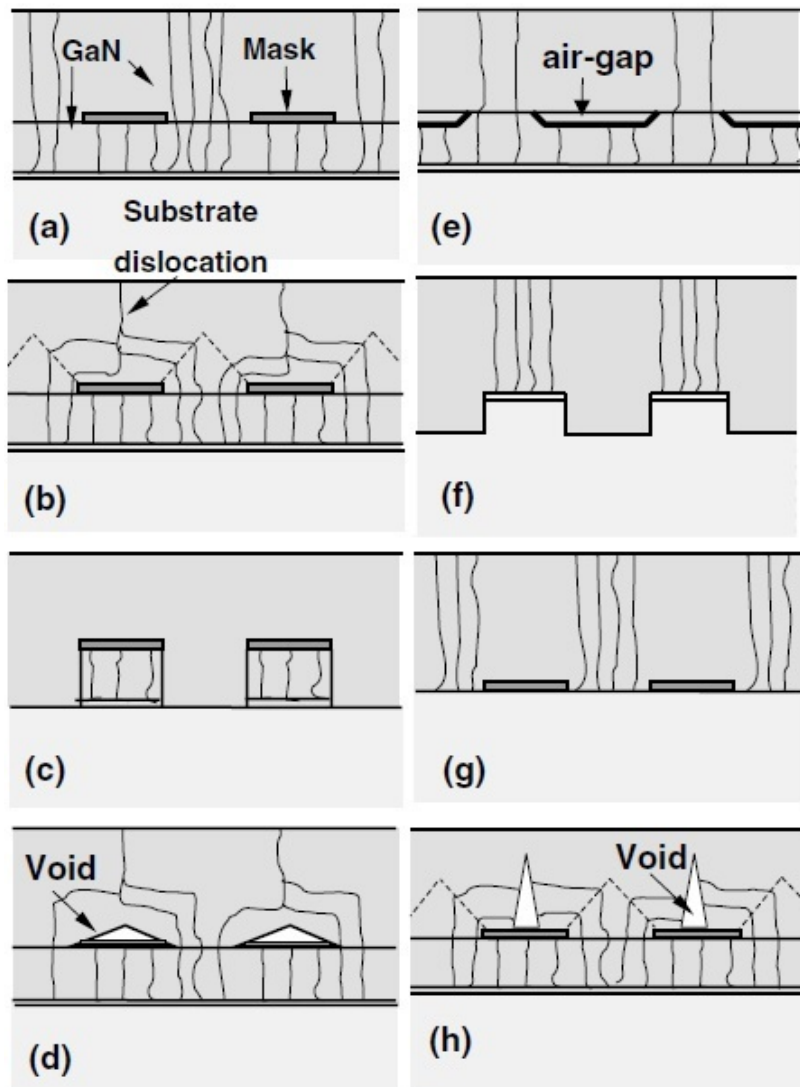 GaN
Mask
(a)
Substrate
dislocation
(b)
(c)
Void
(d)
air-gap
(e)
(f)
(g)
Void
(h)